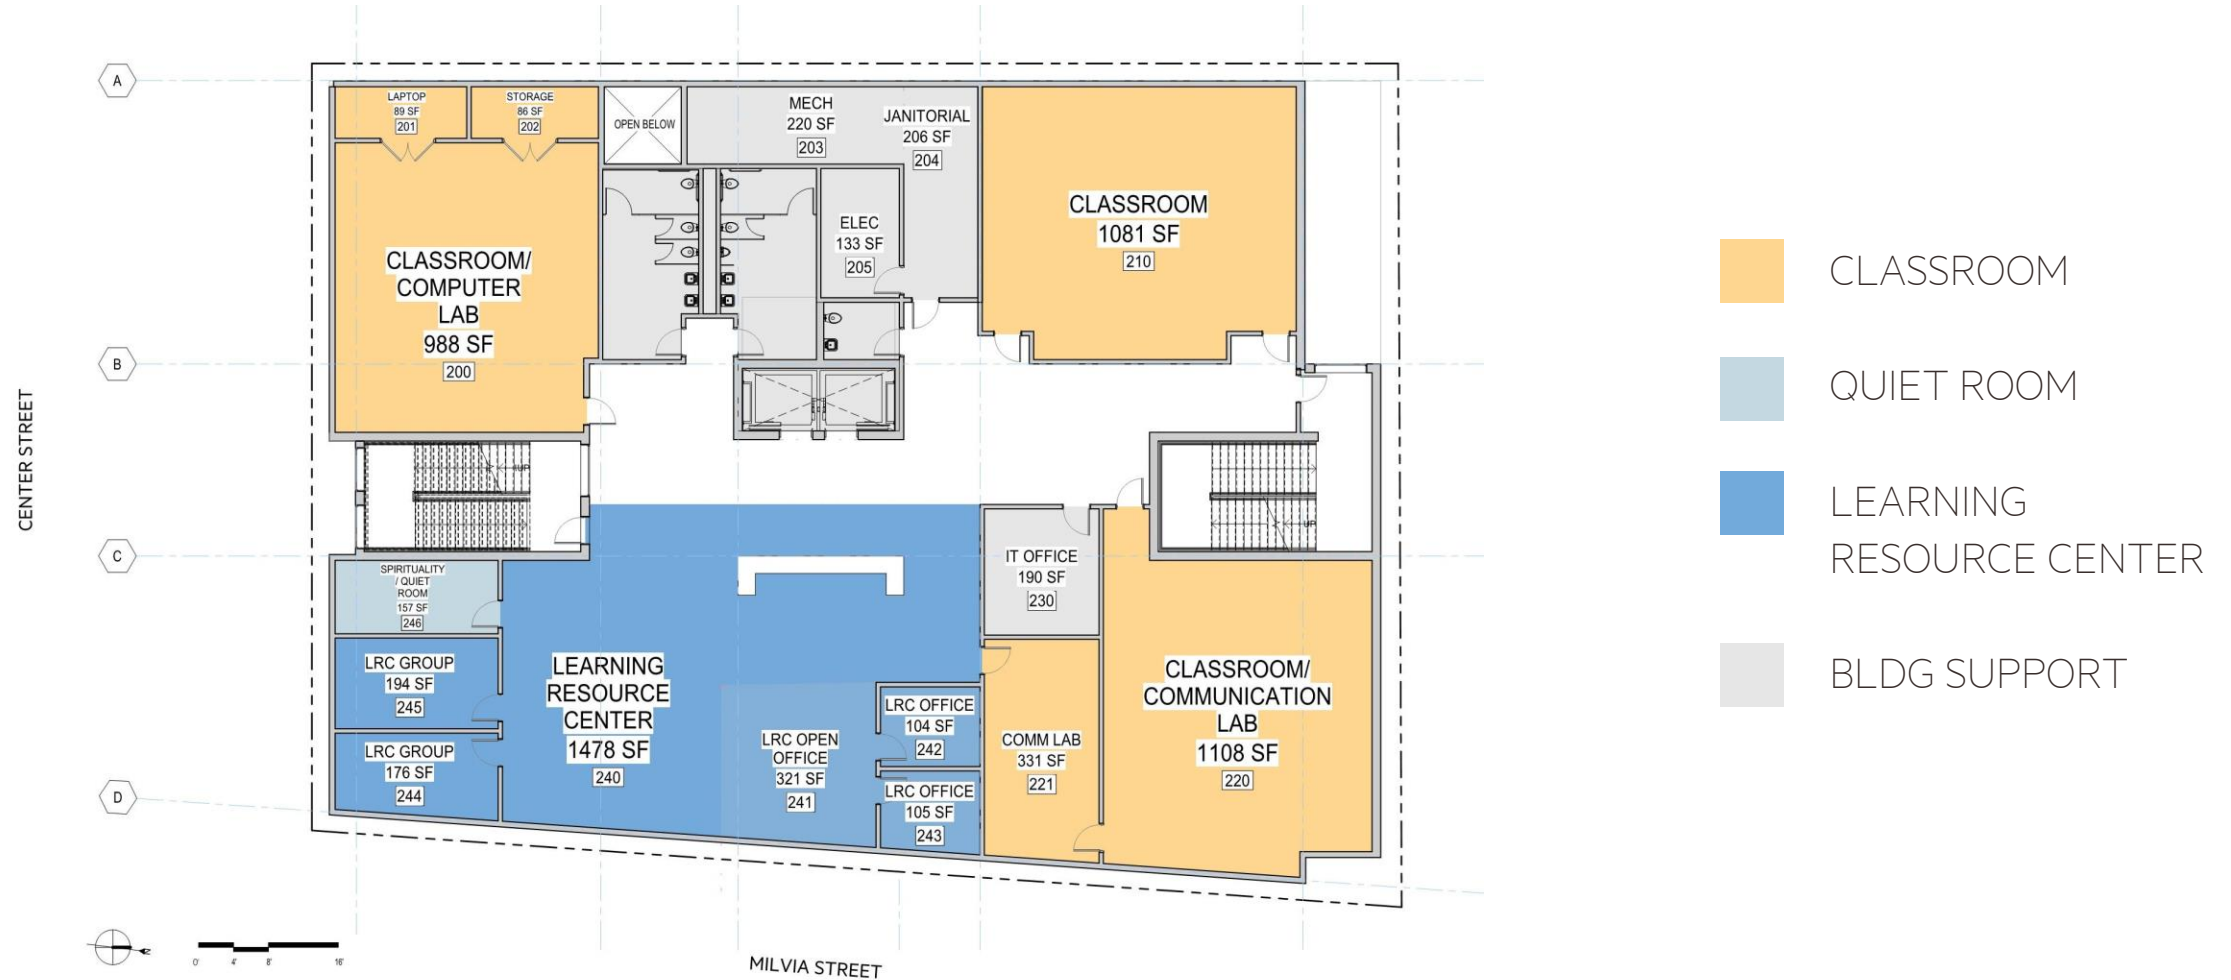 A
B
C
D
CENTER STREET
LAPTOP
89 SF
201
STORAGE
86 SF
202
OPEN BELOW
MECH
220 SF
203
JANITORIAL
206 SF
204
ELEC
133 SF
205
CLASSROOM/
COMPUTER
LAB
988 SF
200
CLASSROOM
1081 SF
210
UP
UP
SPIRITUALITY
/ QUIET
ROOM
157 SF
246
LRC GROUP
194 SF
245
LRC GROUP
176 SF
244
LEARNING
RESOURCE
CENTER
1478 SF
240
LRC OPEN
OFFICE
321 SF
241
LRC OFFICE
104 SF
242
LRC OFFICE
105 SF
243
IT OFFICE
190 SF
230
COMM LAB
331 SF
221
CLASSROOM/
COMMUNICATION
LAB
1108 SF
220
0' 4' 8' 16'
MILVIA STREET
CLASSROOM
QUIET ROOM
LEARNING
RESOURCE CENTER
BLDG SUPPORT